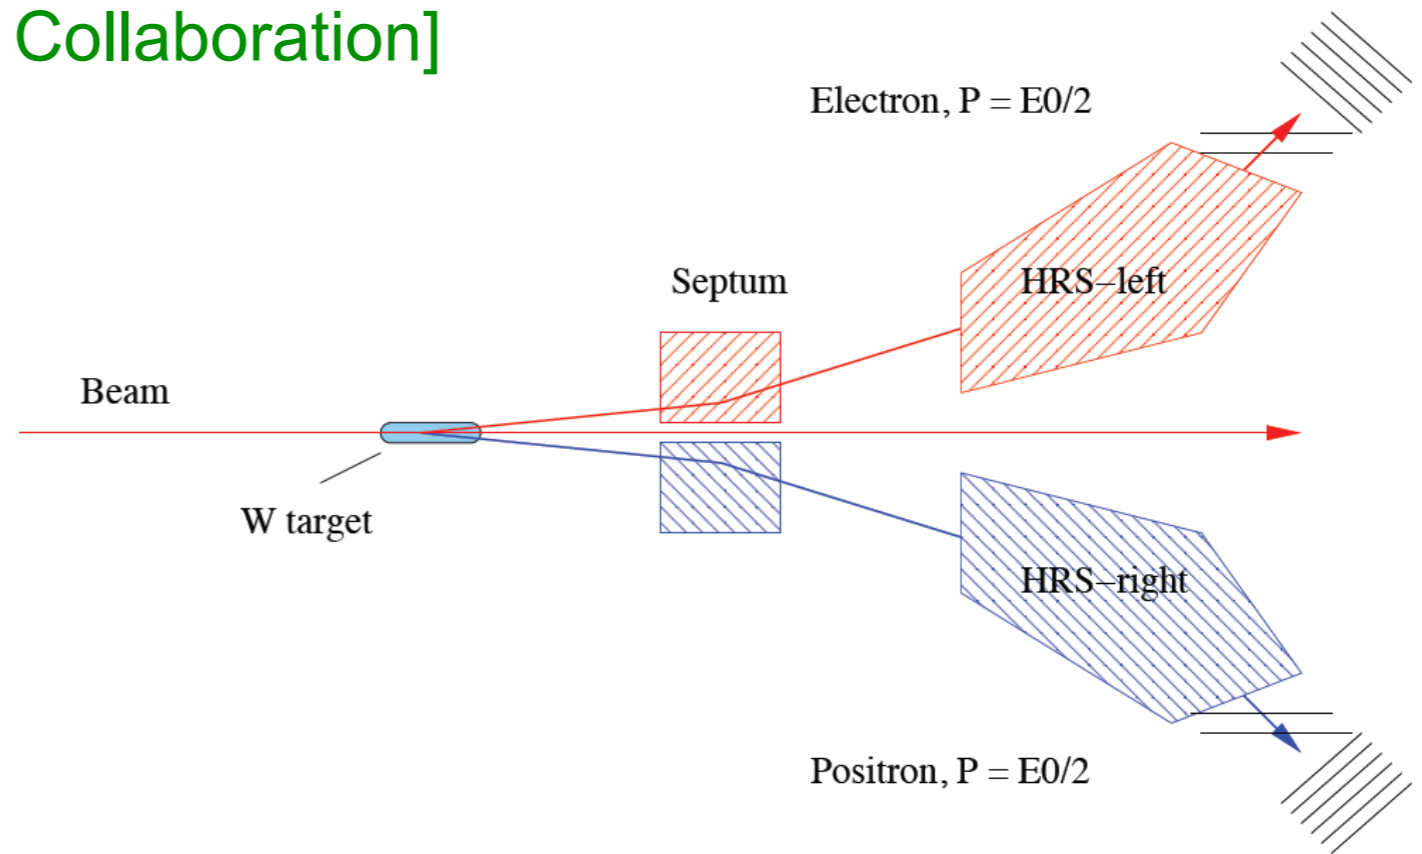 Collaboration]
Electron, P = E0/2
HRS–left
Septum
Beam
W target
HRS–right
Positron, P = E0/2